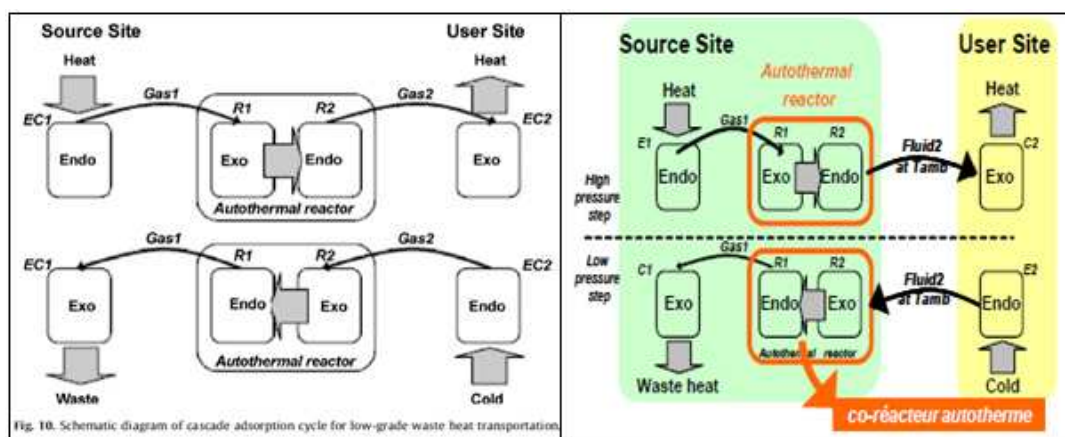 Source Site
User Site
Heat
Heat
Gas1
Gas2
EC1
R1
R2
EC2
Endo
Exo
Endo
Exo
Autothermal reactor
Gas1
Gas2
EC1
R1
R2
EC2
Exo
Endo
Exo
Endo
Autothermal reactor
Waste
Cold
Fig. 10. Schematic diagram of cascade adsorption cycle for low-grade waste heat transportation.
Source Site
User Site
Autothermal
reactor
Heat
Heat
Gas1
E1
R1
R2
C2
Fluid2
at Tamb
Endo
Exo
Endo
Exo
High
pressure
step
Low
pressure
step
Gas1
C1
R1
R2
E2
Fluid2
at Tamb
Exo
Endo
Exo
Endo
Autothermal reactor
Waste heat
Cold
co-réacteur autotherme